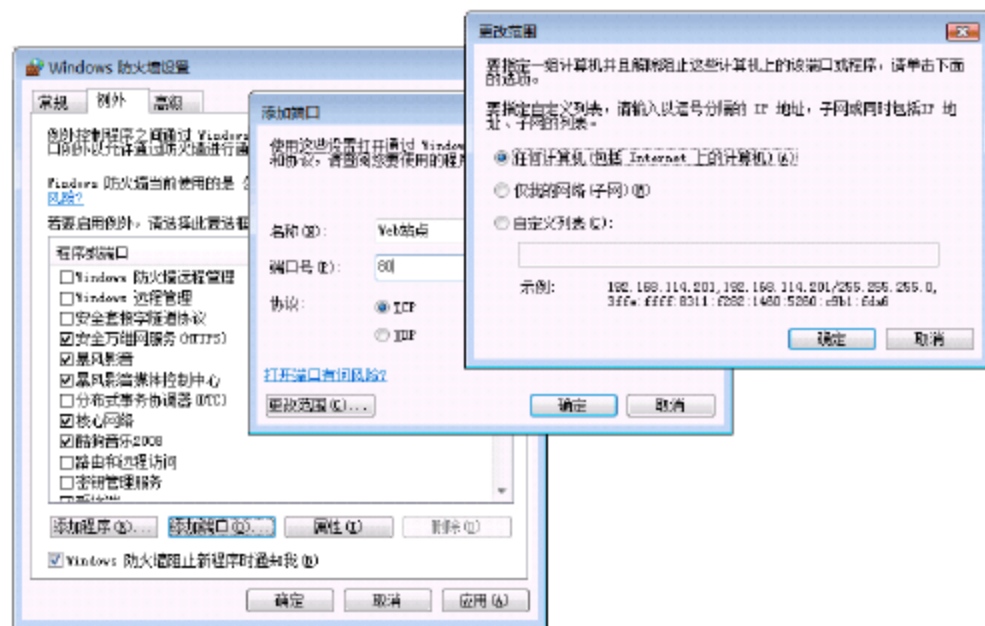 Windows 防火墙设置
常规
例外
高级
例外控制程序之间通过 Windows
口例外以允许通过防火墙进行通
Windows 防火墙当前使用的是
风险?
若要启用例外，请选择此复选框
程序或端口
Windows 防火墙远程管理
Windows 远程管理
安全套接字隧道协议
安全万维网服务(HTTPS)
暴风影音
暴风影音媒体控制中心
分布式事务协调器(DTC)
核心网络
酷狗音乐2008
路由和远程访问
密钥管理服务
添加程序(R)...
添加端口(O)...
属性(I)
删除(D)
Windows 防火墙阻止新程序时通知我(B)
确定
取消
应用(A)
添加端口
使用这些设置打开通过 Window
和协议，请查阅您要使用的程序
名称(N):
Web站点
端口号(P):
80
协议:
TCP
UDP
打开端口有何风险?
更改范围(C)...
确定
取消
更改范围
要指定一组计算机并且解除阻止这些计算机上的该端口或程序，请单击下面
的选项。
要指定自定义列表，请输入以逗号分隔的 IP 地址，子网或同时包括IP 地
址、子网的列表。
任何计算机(包括 Internet 上的计算机)(A)
仅我的网络(子网)(M)
自定义列表(C):
示例:
192.168.114.201,192.168.114.201/255.255.255.0,
3ffe:ffff:8311:f282:1460:5260:c9b1:fda6
确定
取消